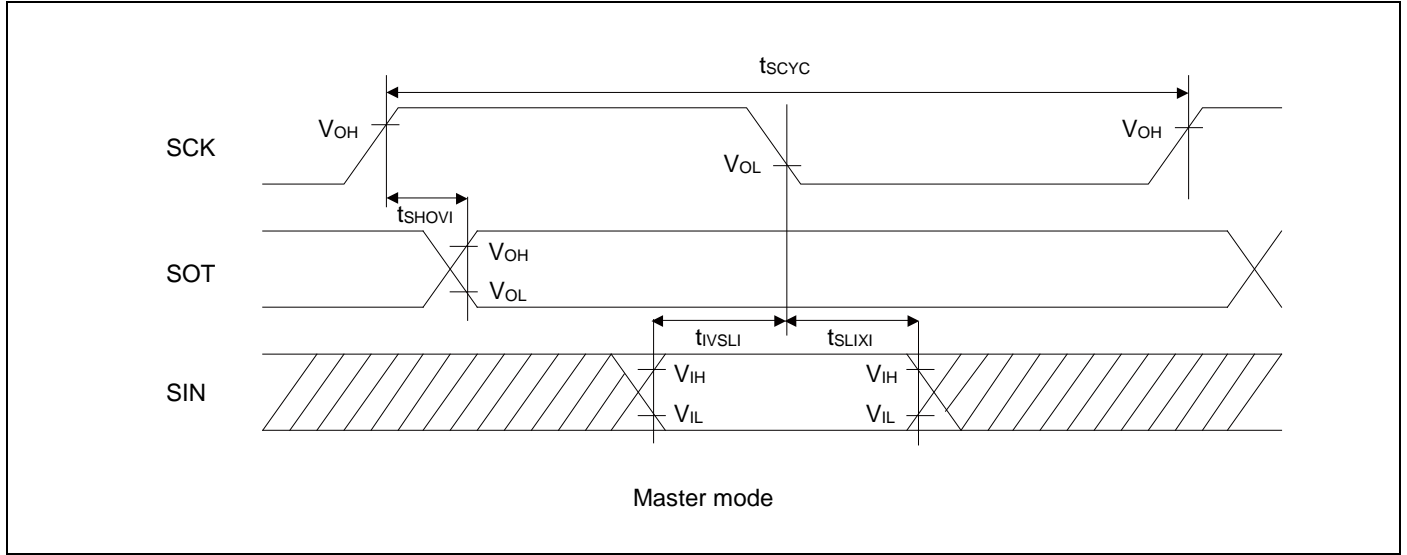 tSCYC
SCK
VOH
VOL
VOH
tSHOVI
SOT
VOH
VOL
tIVSLI
tSLIXI
SIN
VIH
VIH
VIL
VIL
Master mode